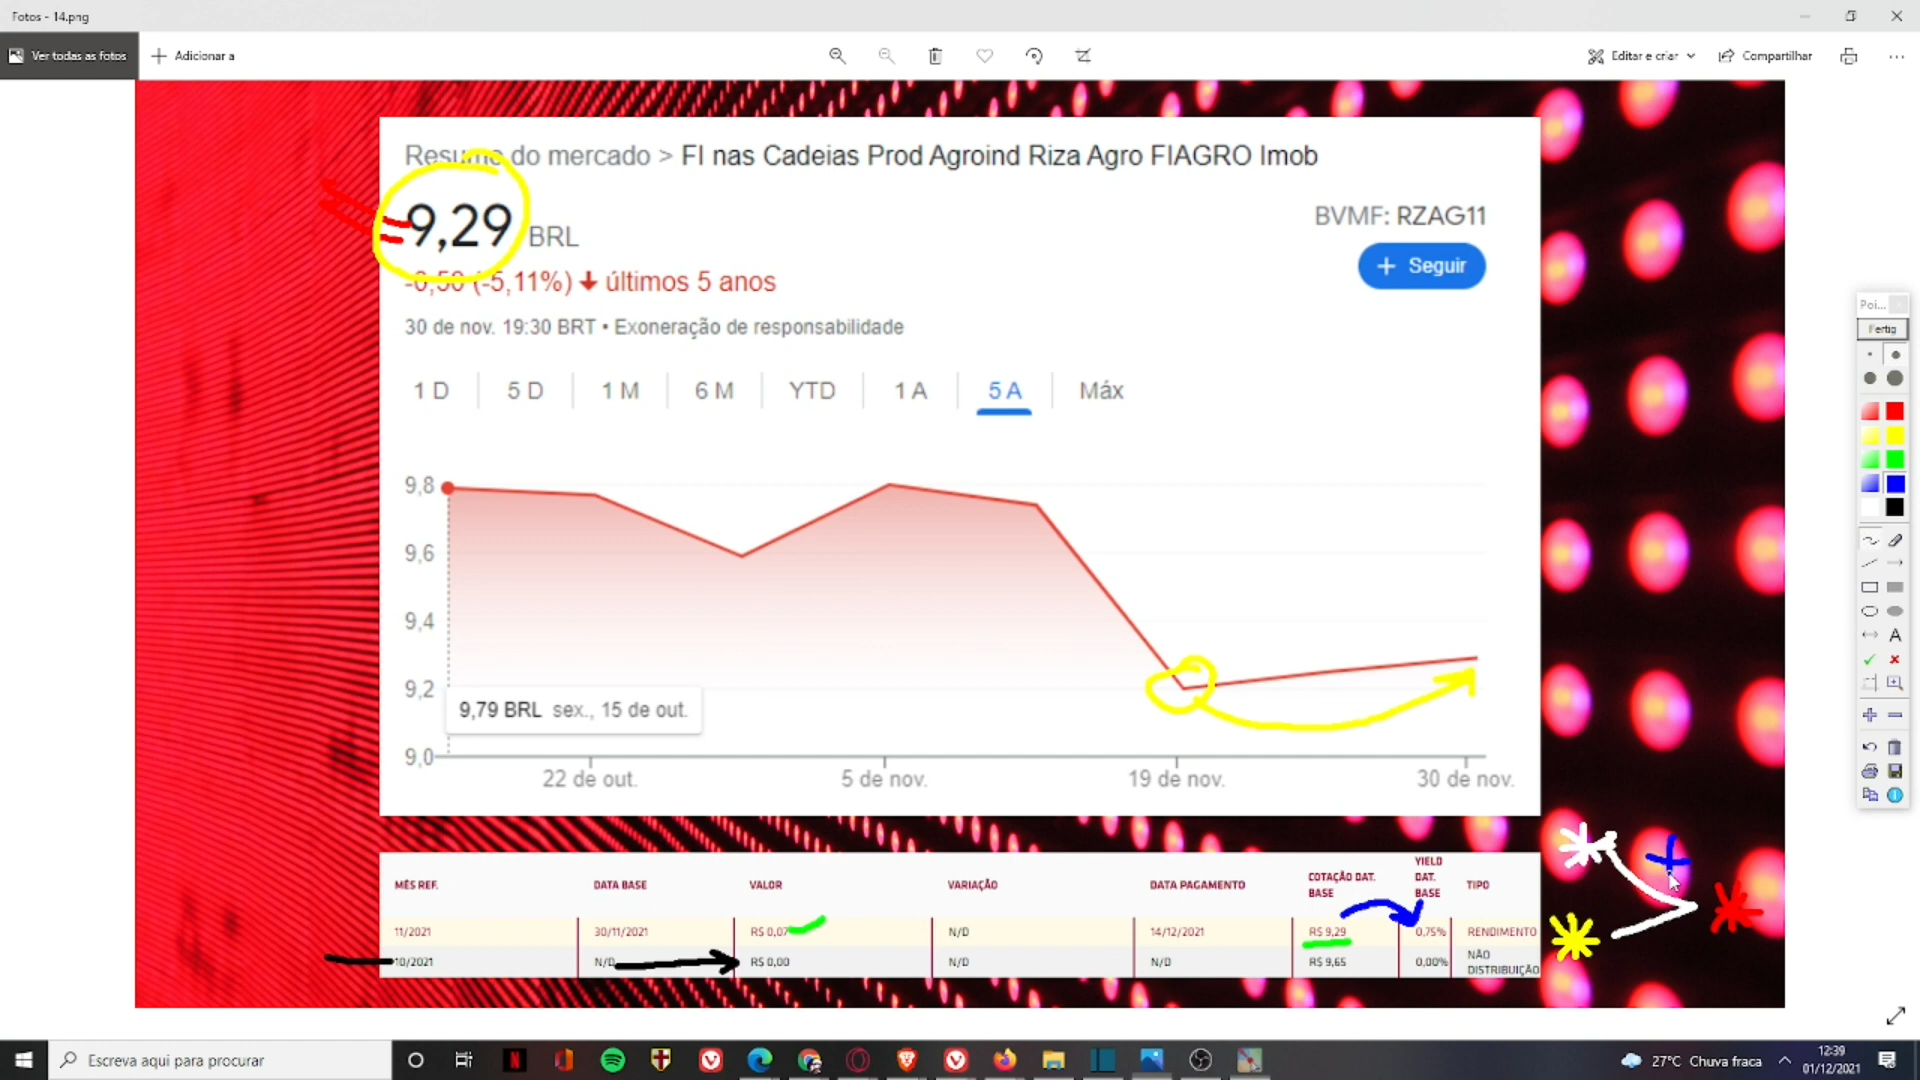 Fotos - 14.png
Ver todas as fotos
Adicionar a
Editar e criar
Compartilhar
Resumo do mercado > FI nas Cadeias Prod Agroind Riza Agro FIAGRO Imob
9,29 BRL
BVMF: RZAG11
Seguir
-0,50 (-5,11%) últimos 5 anos
30 de nov. 19:30 BRT • Exoneração de responsabilidade
Poi...
Fertig
1 D 5 D 1 M 6 M YTD 1 A 5 A Máx
9,8
9,6
9,4
9,2
9,0
9,79 BRL sex., 15 de out.
22 de out. 5 de nov. 19 de nov. 30 de nov.
A
MÊS REF. DATA BASE VALOR VARIAÇÃO DATA PAGAMENTO COTAÇÃO DAT. BASE YIELD DAT. BASE TIPO
11/2021 30/11/2021 R$ 0,07 N/D 14/12/2021 R$ 9,29 0,75% RENDIMENTO
10/2021 N/D R$ 0,00 N/D N/D R$ 9,65 0,00% NÃO DISTRIBUIÇÃO
Escreva aqui para procurar
27°C Chuva fraca
12:39
01/12/2021